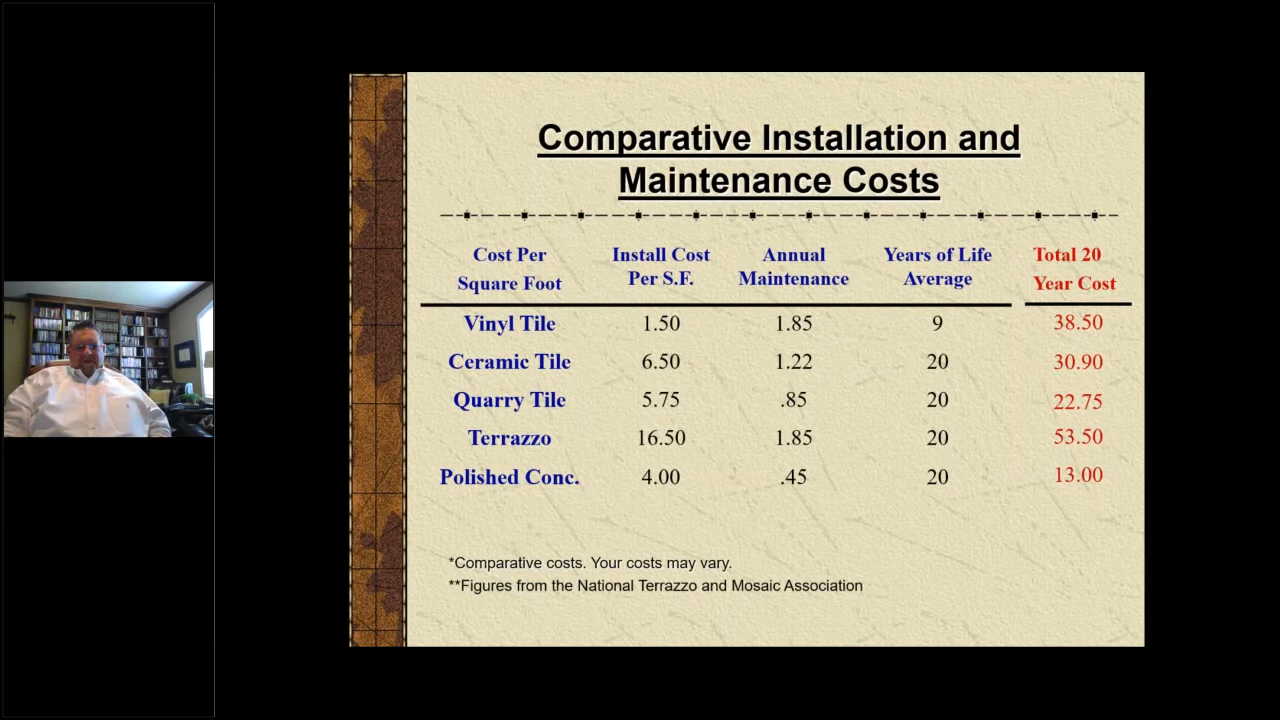 Comparative Installation and
Maintenance Costs
Cost Per Square Foot Install Cost Per S.F. Annual Maintenance Years of Life Average Total 20 Year Cost
Vinyl Tile 1.50 1.85 9 38.50
Ceramic Tile 6.50 1.22 20 30.90
Quarry Tile 5.75 .85 20 22.75
Terrazzo 16.50 1.85 20 53.50
Polished Conc. 4.00 .45 20 13.00
*Comparative costs. Your costs may vary.
**Figures from the National Terrazzo and Mosaic Association